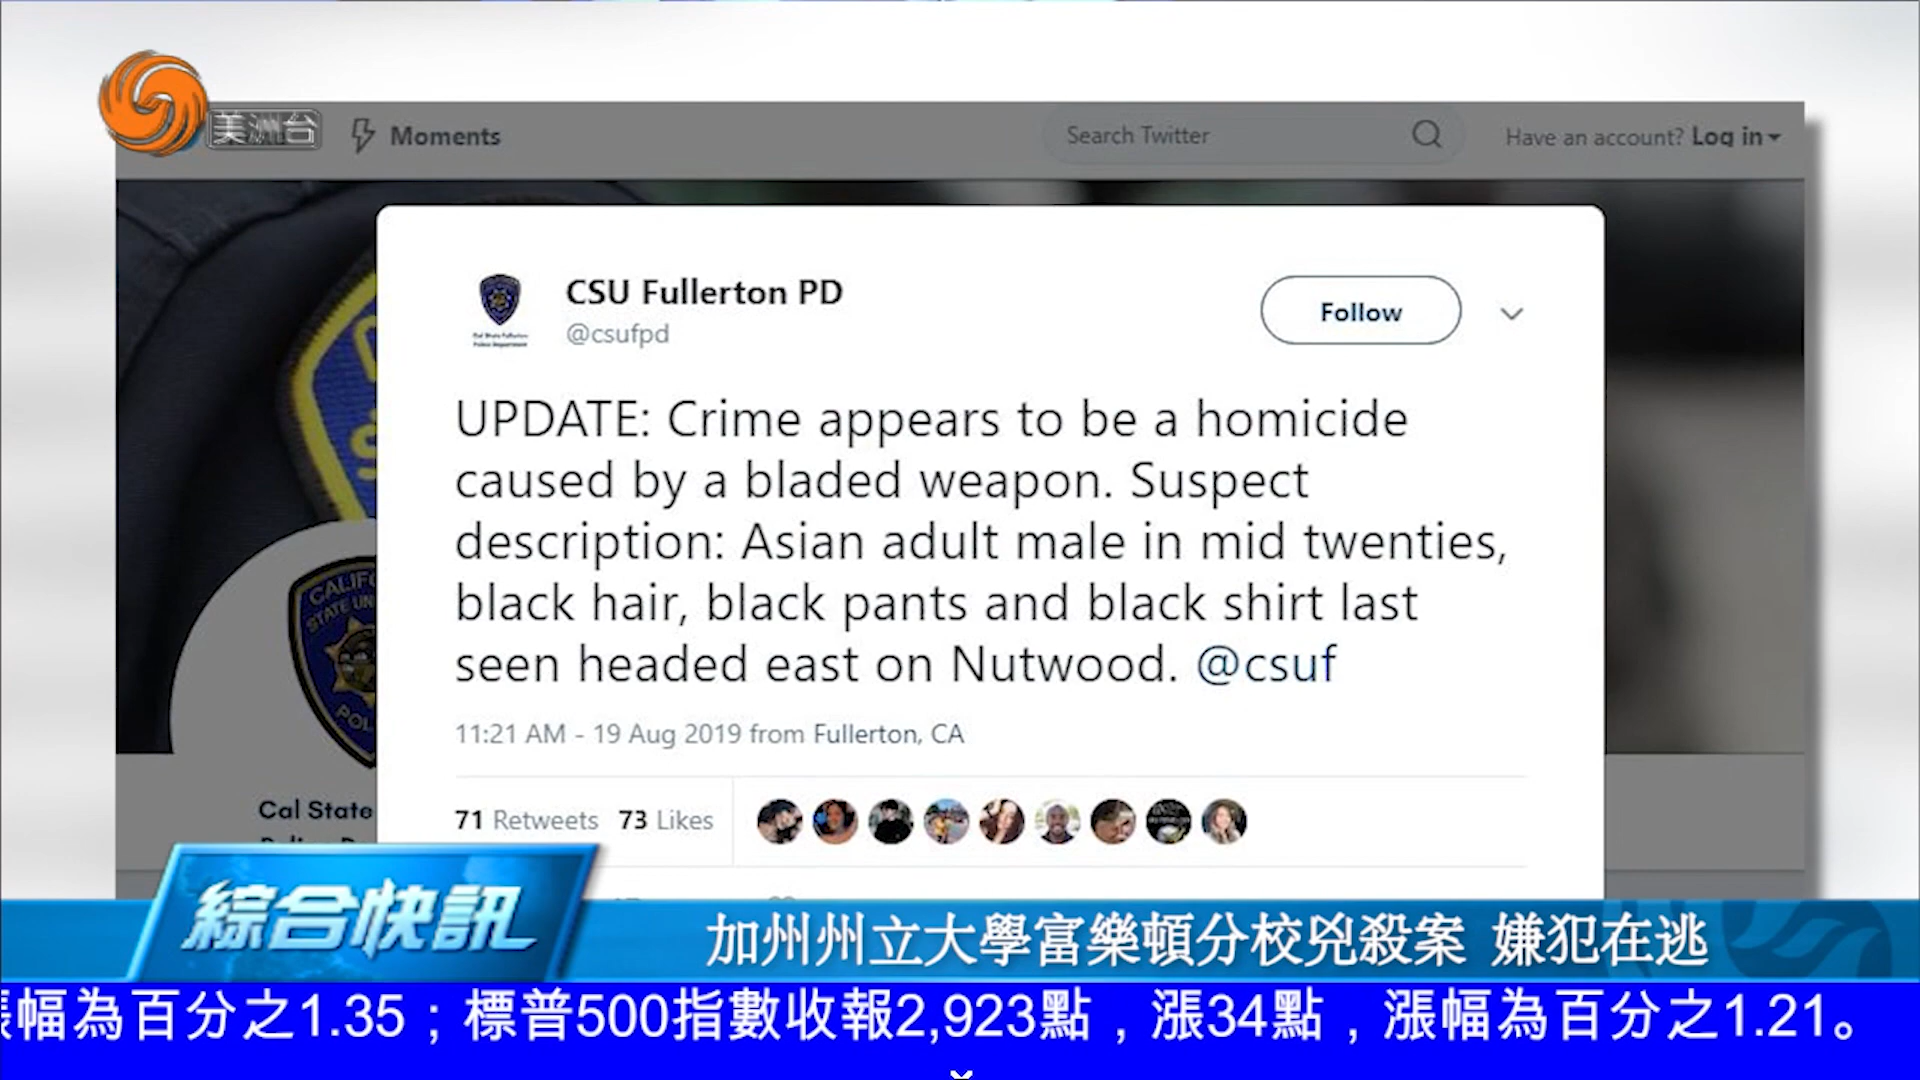 美洲台
Moments
Search Twitter
Have an account? Log in
CSU Fullerton PD
@csufpd
Follow
UPDATE: Crime appears to be a homicide
caused by a bladed weapon. Suspect
description: Asian adult male in mid twenties,
black hair, black pants and black shirt last
seen headed east on Nutwood. @csuf
11:21 AM - 19 Aug 2019 from Fullerton, CA
71 Retweets 73 Likes
CALIF
STATE UN
POL
Cal State
綜合快訊
加州州立大學富樂頓分校兇殺案 嫌犯在逃
漲幅為百分之1.35；標普500指數收報2,923點，漲34點，漲幅為百分之1.21。